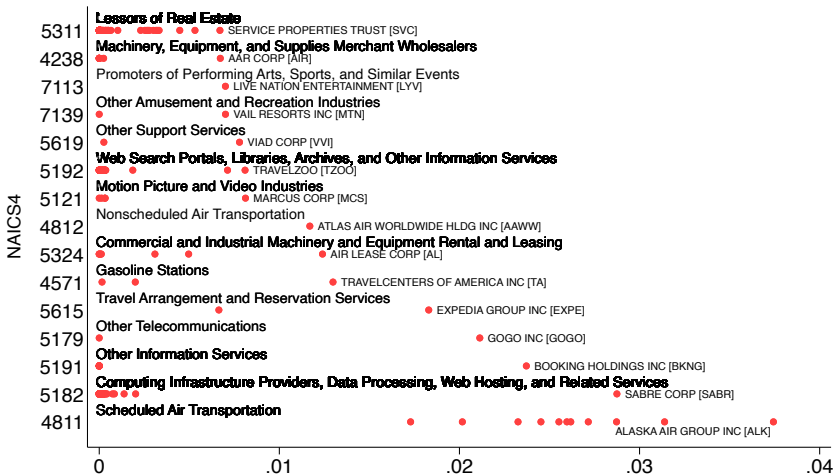 Lessors of Real Estate
5311 SERVICE PROPERTIES TRUST [SVC]
Machinery, Equipment, and Supplies Merchant Wholesalers
4238 AAR CORP [AIR]
Promoters of Performing Arts, Sports, and Similar Events
7113 LIVE NATION ENTERTAINMENT [LYV]
Other Amusement and Recreation Industries
7139 VAIL RESORTS INC [MTN]
Other Support Services
5619 VIAD CORP [VVI]
Web Search Portals, Libraries, Archives, and Other Information Services
5192 TRAVELZOO [TZOO]
Motion Picture and Video Industries
5121 MARCUS CORP [MCS]
Nonscheduled Air Transportation
4812 ATLAS AIR WORLDWIDE HLDG INC [AAWW]
Commercial and Industrial Machinery and Equipment Rental and Leasing
5324 AIR LEASE CORP [AL]
Gasoline Stations
4571 TRAVELCENTERS OF AMERICA INC [TA]
Travel Arrangement and Reservation Services
5615 EXPEDIA GROUP INC [EXPE]
Other Telecommunications
5179 GOGO INC [GOGO]
Other Information Services
5191 BOOKING HOLDINGS INC [BKNG]
Computing Infrastructure Providers, Data Processing, Web Hosting, and Related Services
5182 SABRE CORP [SABR]
Scheduled Air Transportation
4811 ALASKA AIR GROUP INC [ALK]
NAICS4
0 .01 .02 .03 .04